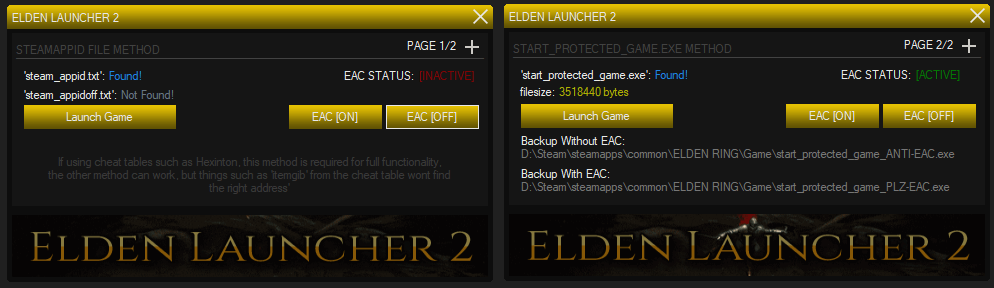 ELDEN LAUNCHER 2
STEAMAPPID FILE METHOD
PAGE 1/2
'steam_appid.txt': Found!
EAC STATUS: [INACTIVE]
'steam_appidoff.txt': Not Found!
Launch Game
EAC [ON]
EAC [OFF]
If using cheat tables such as Hexinton, this method is required for full functionality,
the other method can work, but things such as 'itemgib' from the cheat table wont find
the right address'
ELDEN LAUNCHER 2
ELDEN LAUNCHER 2
START_PROTECTED_GAME.EXE METHOD
PAGE 2/2
'start_protected_game.exe': Found!
EAC STATUS: [ACTIVE]
filesize: 3518440 bytes
Launch Game
EAC [ON]
EAC [OFF]
Backup Without EAC:
D:\Steam\steamapps\common\ELDEN RING\Game\start_protected_game_ANTI-EAC.exe
Backup With EAC:
D:\Steam\steamapps\common\ELDEN RING\Game\start_protected_game_PLZ-EAC.exe
ELDEN LAUNCHER 2